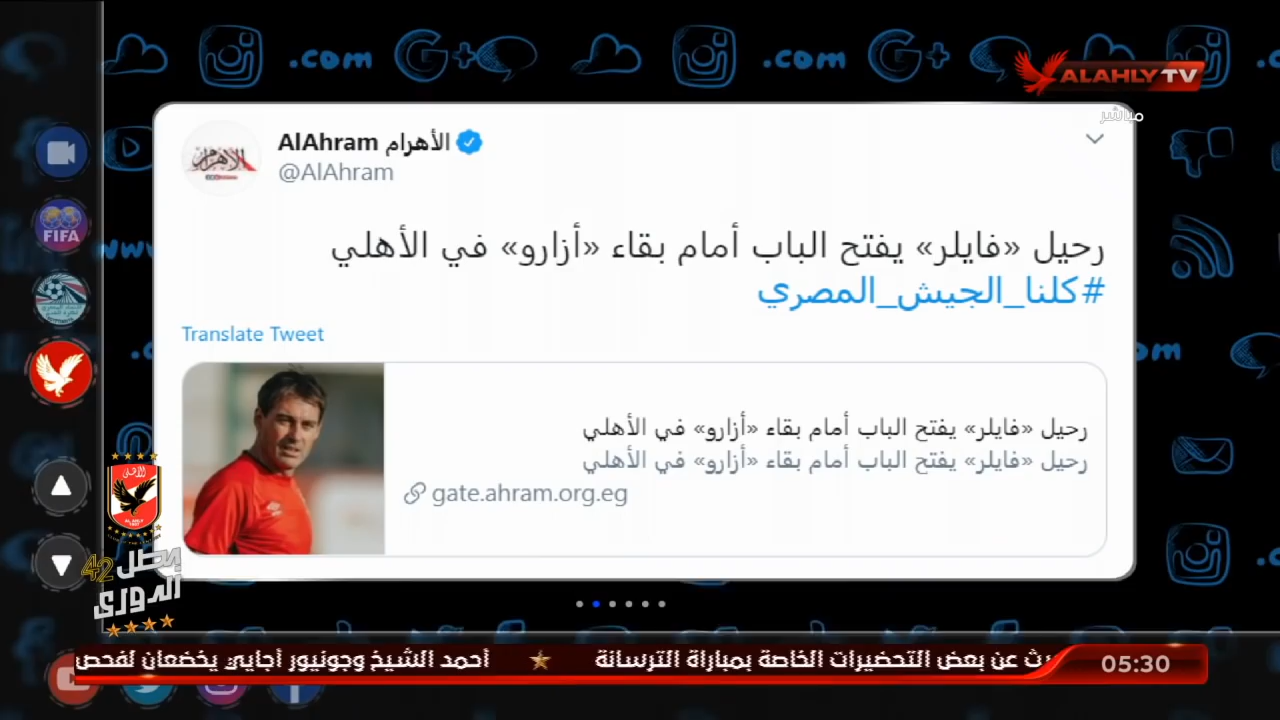 .com
.com
G+
G+
ALAHLY TV
مباشر
AlAhram الأهرام
@AlAhram
رحيل «فايلر» يفتح الباب أمام بقاء «أزارو» في الأهلي
#كلنا_الجيش_المصري
Translate Tweet
رحيل «فايلر» يفتح الباب أمام بقاء «أزارو» في الأهلي
رحيل «فايلر» يفتح الباب أمام بقاء «أزارو» في الأهلي
gate.ahram.org.eg
FIFA
بطل
الدورى
42
عن بعض التحضيرات الخاصة بمباراة الترسانة
أحمد الشيخ وجونيور أجايي يخضعان لفحص
05:30